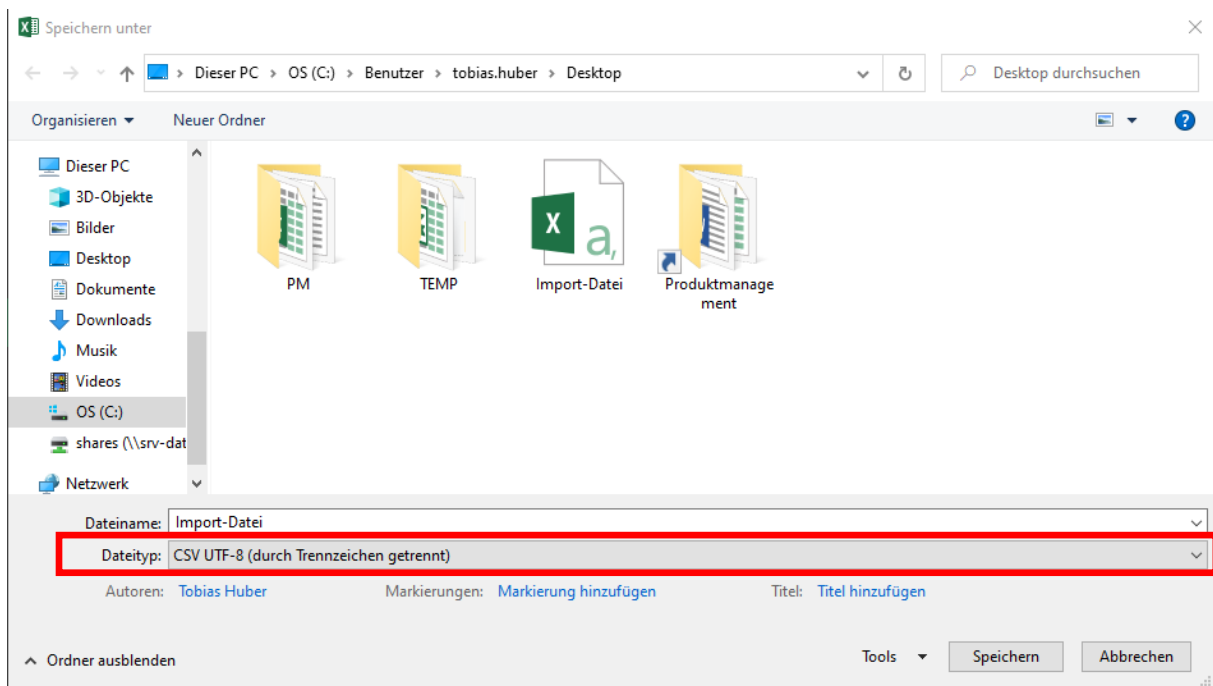 Speichern unter
Dieser PC > OS (C:) > Benutzer > tobias.huber > Desktop
Desktop durchsuchen
Organisieren
Neuer Ordner
Dieser PC
3D-Objekte
Bilder
Desktop
Dokumente
Downloads
Musik
Videos
OS (C:)
shares (\\srv-dat
Netzwerk
PM
TEMP
Import-Datei
Produktmanage
ment
Dateiname: Import-Datei
Dateityp: CSV UTF-8 (durch Trennzeichen getrennt)
Autoren: Tobias Huber Markierungen: Markierung hinzufügen Titel: Titel hinzufügen
Ordner ausblenden
Tools Speichern Abbrechen